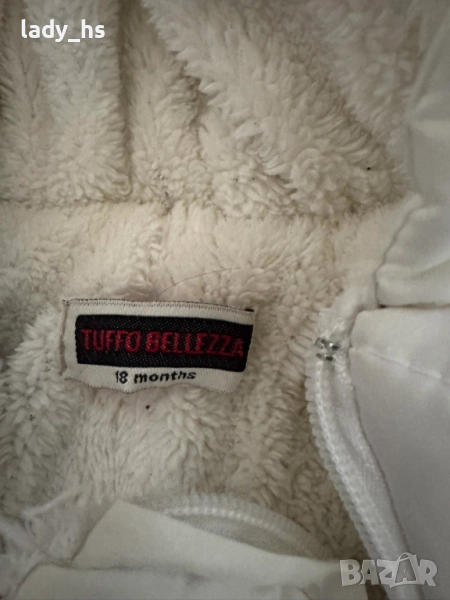 lady_hs
TUFFO BELLEZZA
18 months
BAZAR